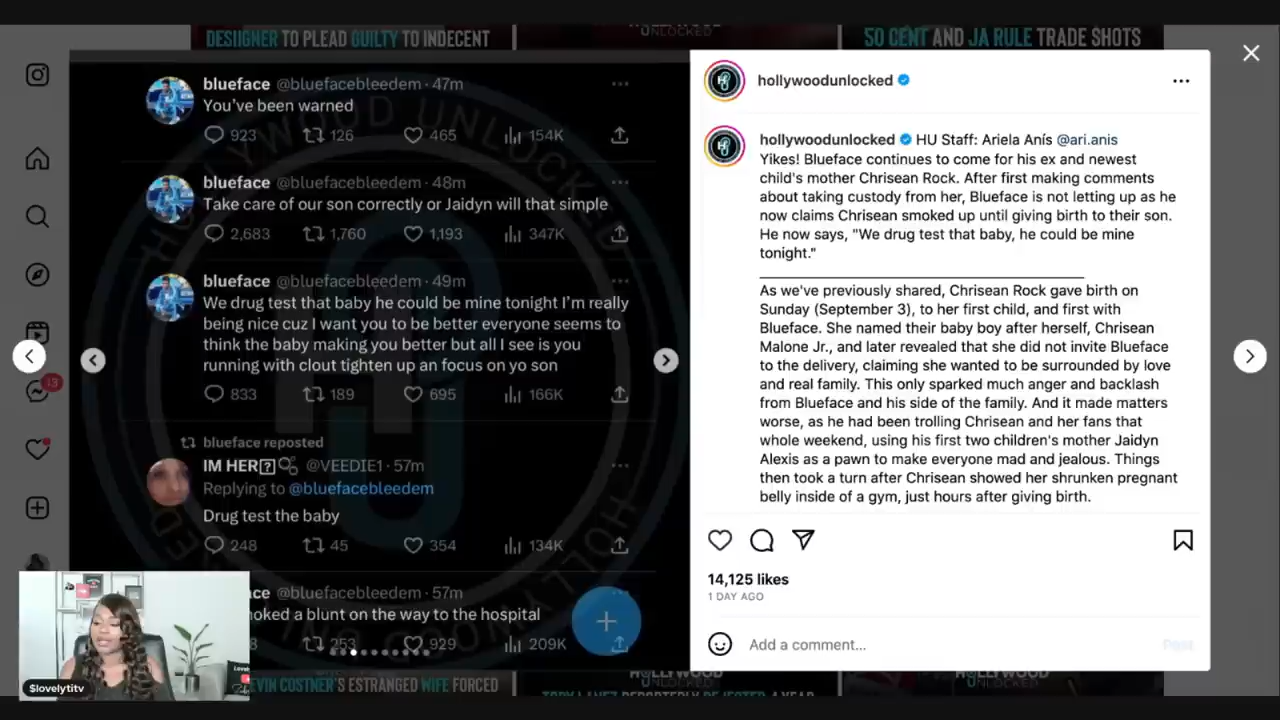 DESIIGNER TO PLEAD GUILTY TO INDECENT
UNLOCKED
50 CENT AND JA RULE TRADE SHOTS
blueface @bluefacebleedem · 47m
You've been warned
923 126 465 154K
blueface @bluefacebleedem · 48m
Take care of our son correctly or Jaidyn will that simple
2,683 1,760 1,193 347K
blueface @bluefacebleedem · 49m
We drug test that baby he could be mine tonight I'm really
being nice cuz I want you to be better everyone seems to
think the baby making you better but all I see is you
running with clout tighten up an focus on yo son
833 189 695 166K
blueface reposted
IM HER @VEEDIE1 · 57m
Replying to @bluefacebleedem
Drug test the baby
248 45 354 134K
@bluefacebleedem · 57m
a blunt on the way to the hospital
253 929 209K
HOLLYWOOD UNLOCKED
HOLLYWOOD UNLOCKED
13
hollywoodunlocked
hollywoodunlocked HU Staff: Ariela Anís @ari.anis
Yikes! Blueface continues to come for his ex and newest
child's mother Chrisean Rock. After first making comments
about taking custody from her, Blueface is not letting up as he
now claims Chrisean smoked up until giving birth to their son.
He now says, "We drug test that baby, he could be mine
tonight."
As we've previously shared, Chrisean Rock gave birth on
Sunday (September 3), to her first child, and first with
Blueface. She named their baby boy after herself, Chrisean
Malone Jr., and later revealed that she did not invite Blueface
to the delivery, claiming she wanted to be surrounded by love
and real family. This only sparked much anger and backlash
from Blueface and his side of the family. And it made matters
worse, as he had been trolling Chrisean and her fans that
whole weekend, using his first two children's mother Jaidyn
Alexis as a pawn to make everyone mad and jealous. Things
then took a turn after Chrisean showed her shrunken pregnant
belly inside of a gym, just hours after giving birth.
14,125 likes
1 DAY AGO
Add a comment...
Post
$lovelytitv
COSTNER'S ESTRANGED WIFE FORCED
UNLOCKED